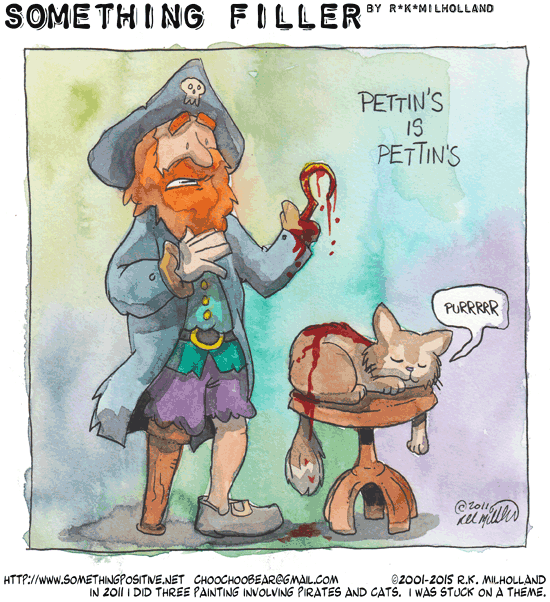 SOMETHING FILLER BY R*K*MILHOLLAND
PETTIN'S
IS
PETTIN'S
PURRRRR
©2011
HTTP://WWW.SOMETHINGPOSITIVE.NET CHOOCHOOBEAR@GMAIL.COM ©2001-2015 R.K. MILHOLLAND
IN 2011 I DID THREE PAINTING INVOLVING PIRATES AND CATS. I WAS STUCK ON A THEME.